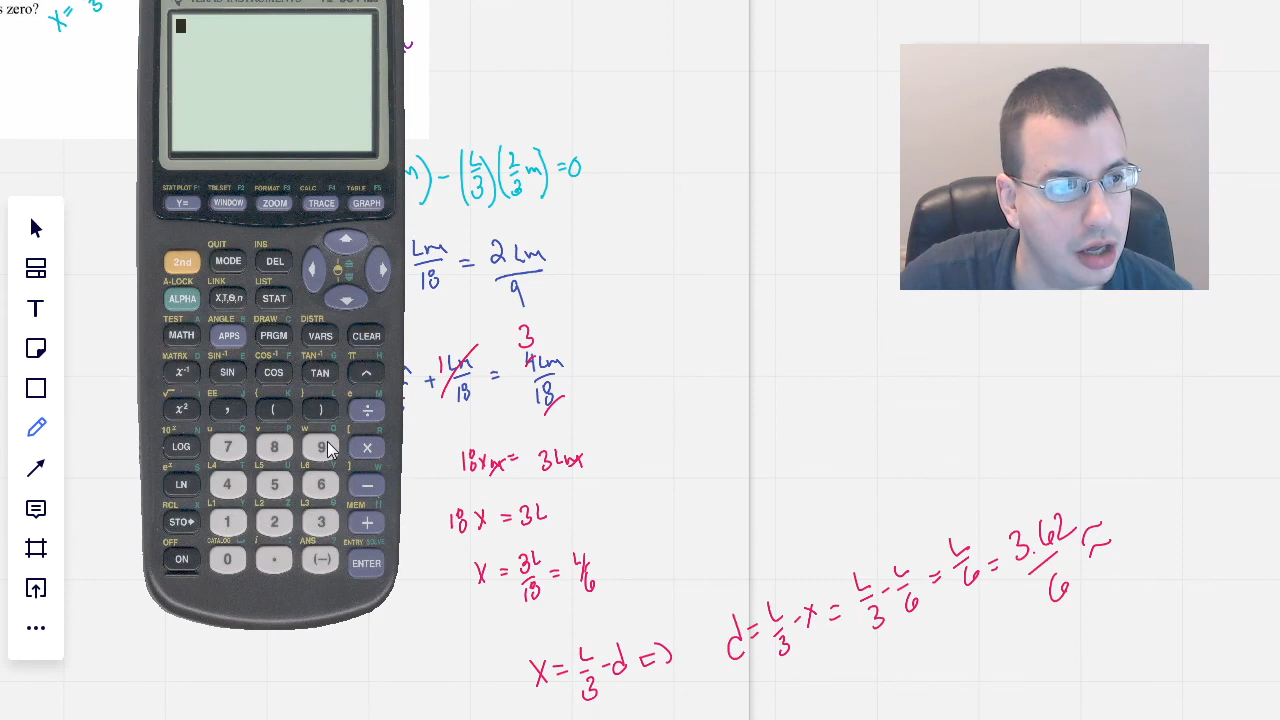 s zero?
X = 3
) - (L/3)(2/3 m) = 0
Lm/18 = 2Lm/9
3
+ 1Lm/18 = 4Lm/18
18xm = 3Lm
18x = 3L
x = 3L/18 = L/6
x = L/3 - d =>
d = L/3 - x = L/3 - L/6 = L/6 = 3.62/6 ≈
STAT PLOT F1 TBLSET F2 FORMAT F3 CALC F4 TABLE F5
Y= WINDOW ZOOM TRACE GRAPH
QUIT INS
2nd MODE DEL
A-LOCK LINK LIST
ALPHA X,T,Θ,n STAT
TEST A ANGLE B DRAW C DISTR
MATH APPS PRGM VARS CLEAR
MATRX D SIN⁻¹ E COS⁻¹ F TAN⁻¹ G π H
x⁻¹ SIN COS TAN ^
√ I EE J { K } L e M
x² , ( ) ÷
10ˣ N u O v P w Q [ R
LOG 7 8 9 ×
eˣ S L4 T L5 U L6 V ] W
LN 4 5 6 −
RCL X L1 Y L2 Z L3 θ MEM "
STO▸ 1 2 3 +
OFF CATALOG i : ANS ? ENTRY SOLVE
ON 0 . (−) ENTER
T